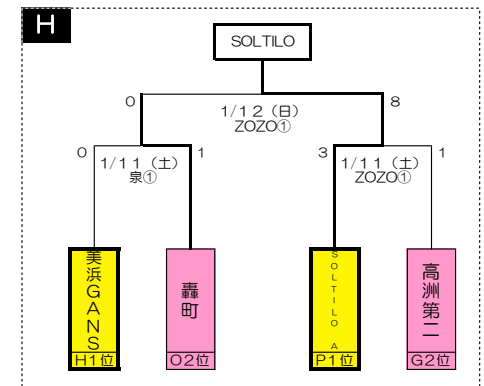 H
SOLTILO
0
8
1/12（日）
ZOZO①
0
1/11（土）
泉①
1
3
1/11（土）
ZOZO①
1
美浜GANS
H1位
轟町
O2位
SOLTILO A
P1位
高洲第二
G2位